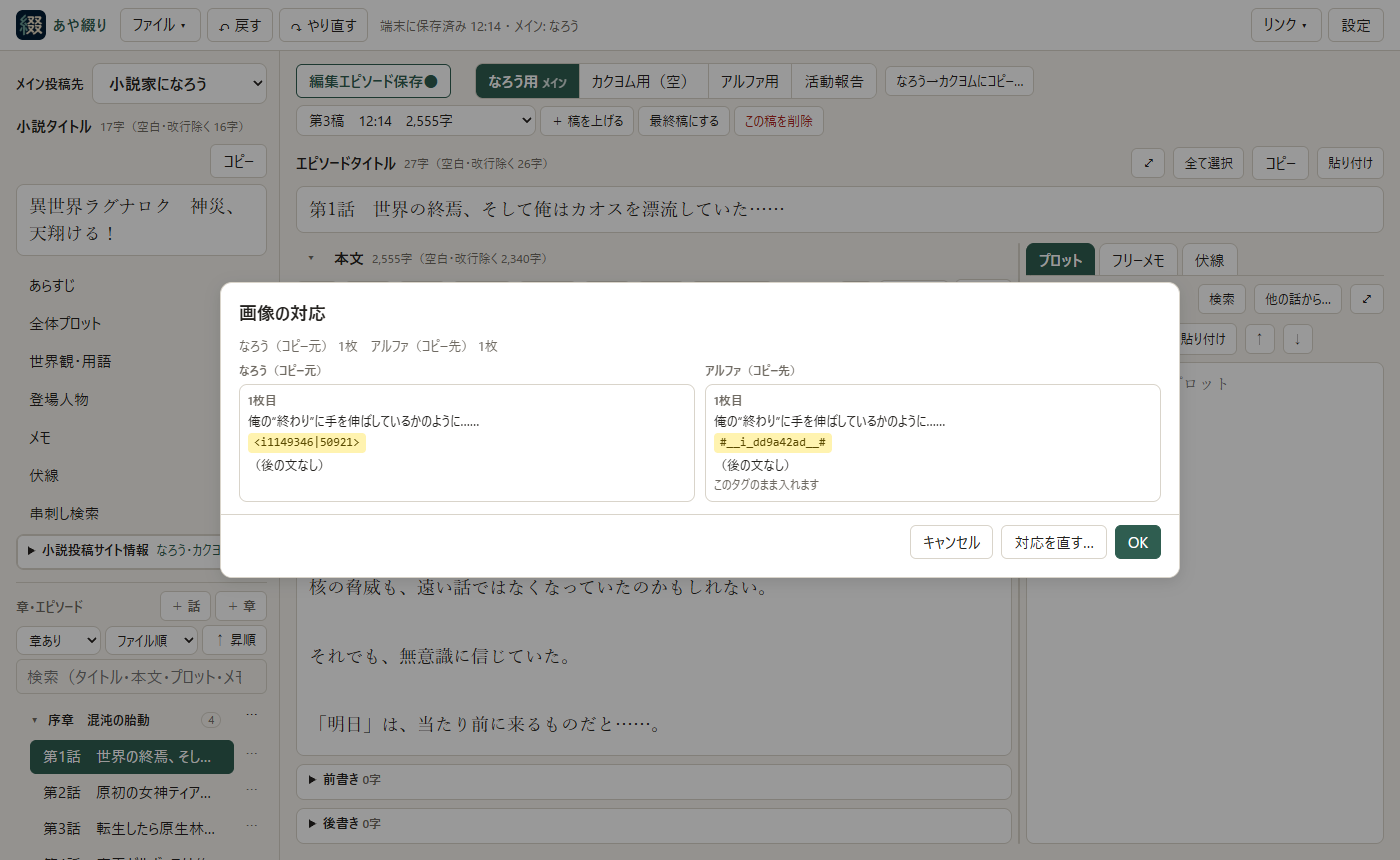 綴 あや綴り ファイル ▾ 戻す やり直す 端末に保存済み 12:14・メイン: なろう リンク ▾ 設定
メイン投稿先 小説家になろう
小説タイトル 17字（空白・改行除く16字）
コピー
異世界ラグナロク　神災、
天翔ける！
あらすじ
全体プロット
世界観・用語
登場人物
メモ
伏線
串刺し検索
▶ 小説投稿サイト情報 なろう・カクヨ
章・エピソード ＋ 話 ＋ 章
章あり ファイル順 ↑ 昇順
検索（タイトル・本文・プロット・メモ
▾ 序章　混沌の胎動 4 …
第1話　世界の終焉、そし... …
第2話　原初の女神ティア... …
第3話　転生したら原生林... …
編集エピソード保存● なろう用 メイン カクヨム用（空） アルファ用 活動報告 なろう→カクヨムにコピー...
第3稿　12:14　2,555字 ＋ 稿を上げる 最終稿にする この稿を削除
エピソードタイトル 27字（空白・改行除く26字） ⤢ 全て選択 コピー 貼り付け
第1話　世界の終焉、そして俺はカオスを漂流していた……
▾ 本文 2,555字（空白・改行除く2,340字）
プロット フリーメモ 伏線
検索 他の話から... ⤢
貼り付け ↑ ↓
ロット
画像の対応
なろう（コピー元） 1枚　アルファ（コピー先） 1枚
なろう（コピー元）
1枚目
俺の“終わり”に手を伸ばしているかのように……
<i1149346|50921>
（後の文なし）
アルファ（コピー先）
1枚目
俺の“終わり”に手を伸ばしているかのように……
#__i_dd9a42ad__#
（後の文なし）
このタグのまま入れます
キャンセル 対応を直す... OK
核の脅威も、遠い話ではなくなっていたのかもしれない。
それでも、無意識に信じていた。
「明日」は、当たり前に来るものだと……。
▶ 前書き 0字
▶ 後書き 0字